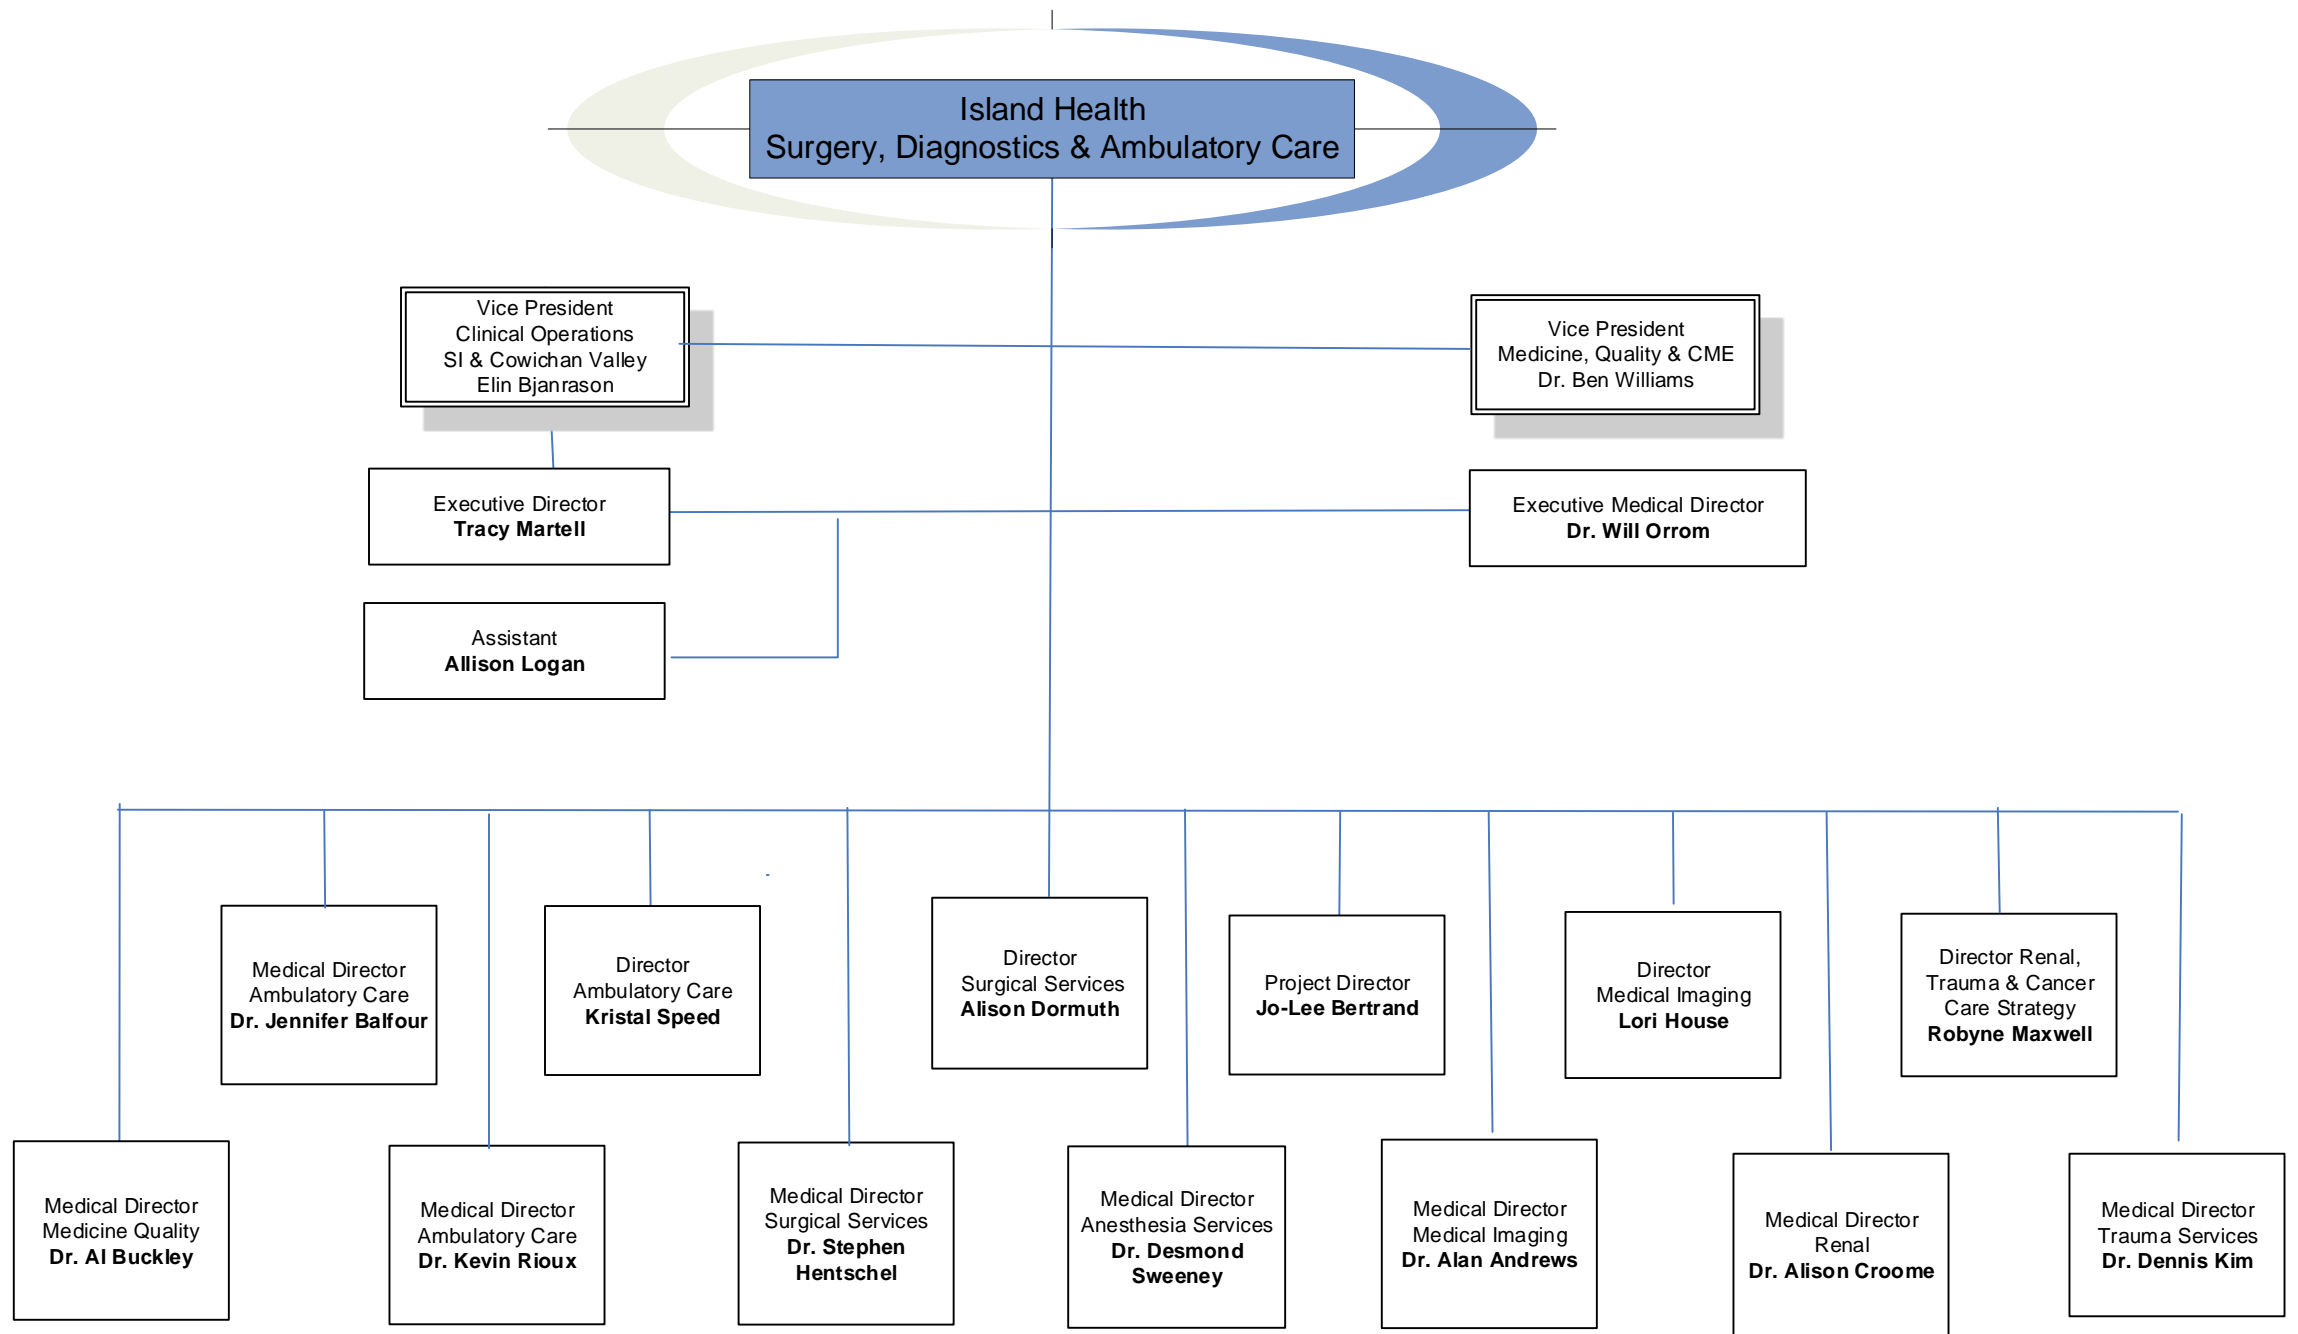 Island Health
Surgery, Diagnostics & Ambulatory Care
Vice President
Clinical Operations
SI & Cowichan Valley
Elin Bjanrason
Vice President
Medicine, Quality & CME
Dr. Ben Williams
Executive Director
Tracy Martell
Executive Medical Director
Dr. Will Orrom
Assistant
Allison Logan
Medical Director
Ambulatory Care
Dr. Jennifer Balfour
Director
Ambulatory Care
Kristal Speed
Director
Surgical Services
Alison Dormuth
Project Director
Jo-Lee Bertrand
Director
Medical Imaging
Lori House
Director Renal,
Trauma & Cancer
Care Strategy
Robyne Maxwell
Medical Director
Medicine Quality
Dr. Al Buckley
Medical Director
Ambulatory Care
Dr. Kevin Rioux
Medical Director
Surgical Services
Dr. Stephen
Hentschel
Medical Director
Anesthesia Services
Dr. Desmond
Sweeney
Medical Director
Medical Imaging
Dr. Alan Andrews
Medical Director
Renal
Dr. Alison Croome
Medical Director
Trauma Services
Dr. Dennis Kim